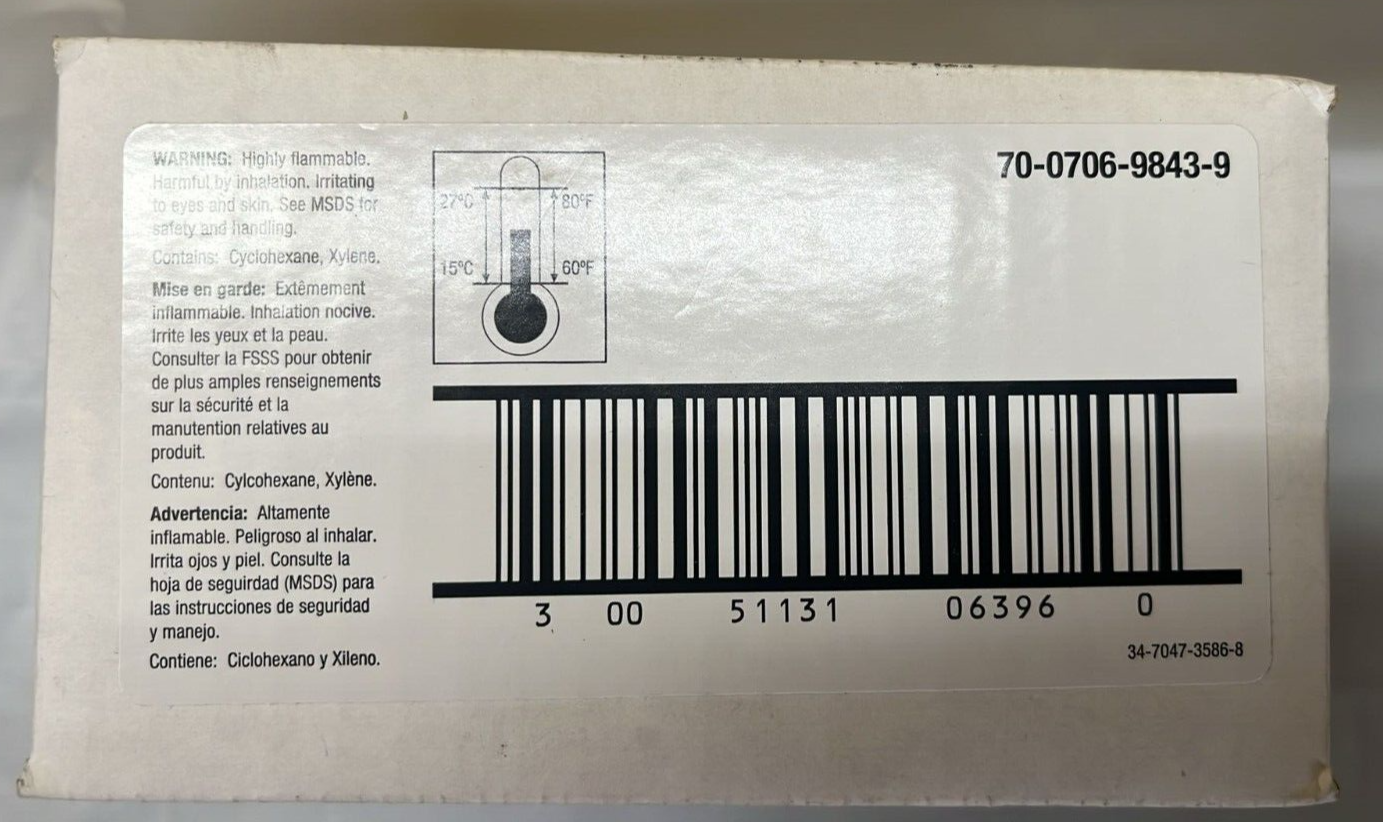 WARNING: Highly flammable.
Harmful by inhalation. Irritating
to eyes and skin. See MSDS for
safety and handling.
Contains: Cyclohexane, Xylene.
Mise en garde: Extêmement
inflammable. Inhalation nocive.
Irrite les yeux et la peau.
Consulter la FSSS pour obtenir
de plus amples renseignements
sur la sécurité et la
manutention relatives au
produit.
Contenu: Cylcohexane, Xylène.
Advertencia: Altamente
inflamable. Peligroso al inhalar.
Irrita ojos y piel. Consulte la
hoja de seguirdad (MSDS) para
las instrucciones de seguridad
y manejo.
Contiene: Ciclohexano y Xileno.
27°C 80°F
15°C 60°F
70-0706-9843-9
3 00 51131 06396 0
34-7047-3586-8